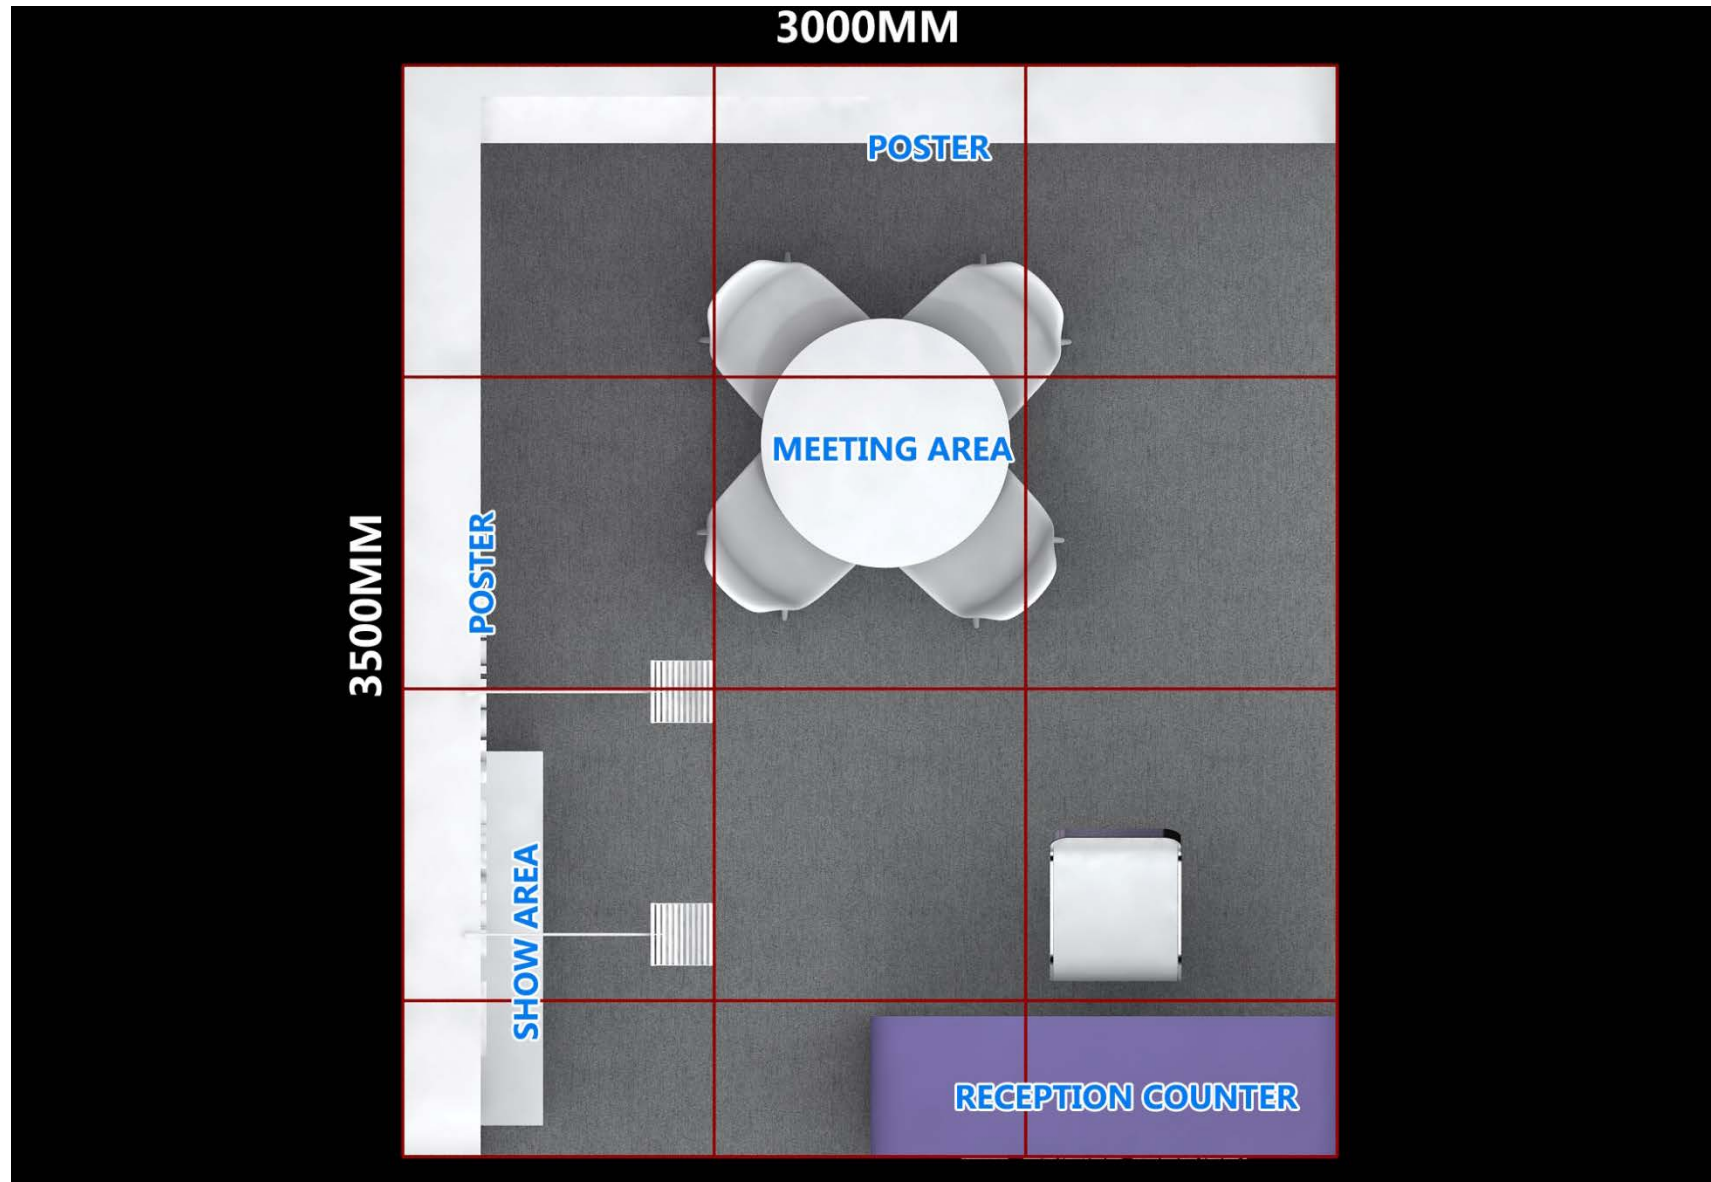 3000MM
POSTER
MEETING AREA
POSTER
3500MM
SHOW AREA
RECEPTION COUNTER